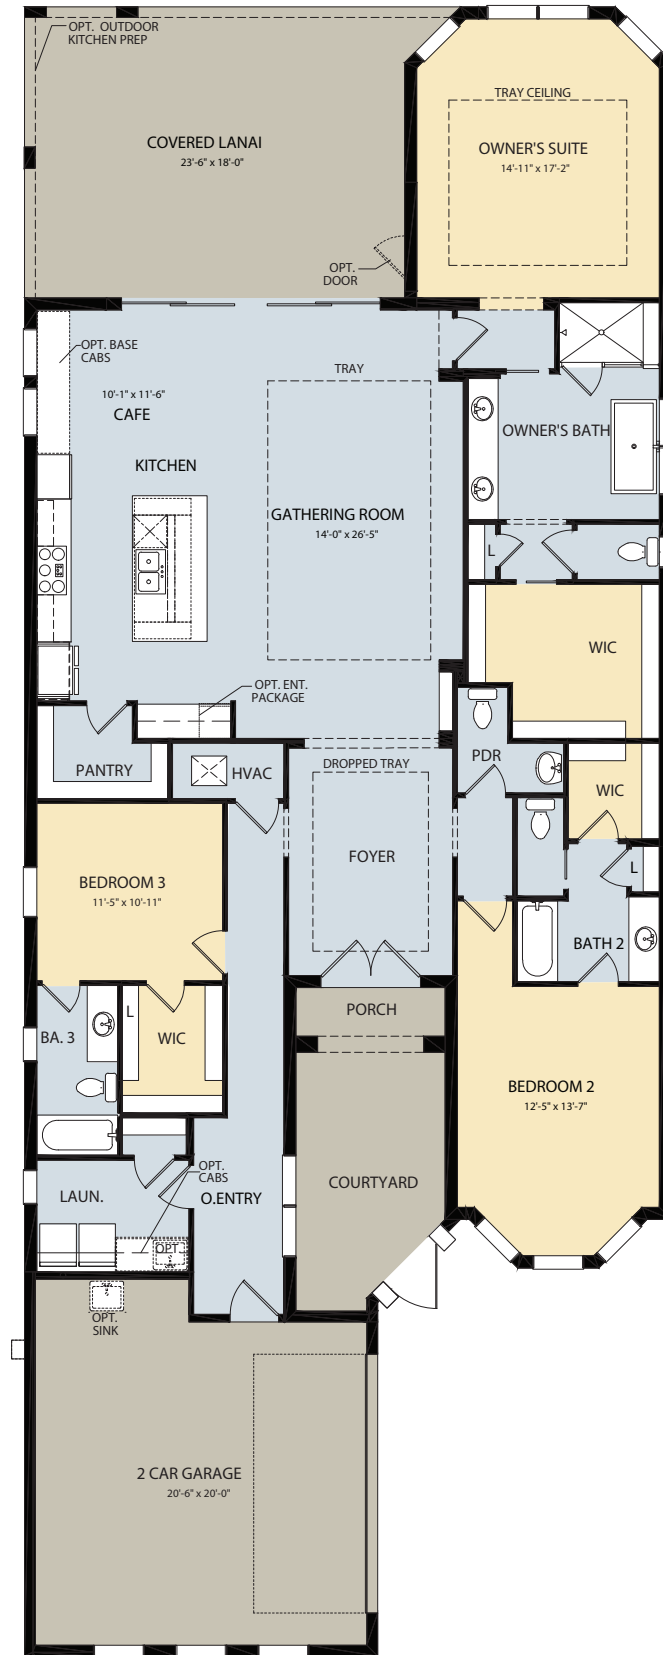 OPT. OUTDOOR
KITCHEN PREP
COVERED LANAI
23'-6" x 18'-0"
TRAY CEILING
OWNER'S SUITE
14'-11" x 17'-2"
OPT.
DOOR
OPT. BASE
CABS
10'-1" x 11'-6"
CAFE
TRAY
KITCHEN
GATHERING ROOM
14'-0" x 26'-5"
OWNER'S BATH
L
WIC
OPT. ENT.
PACKAGE
PANTRY
HVAC
DROPPED TRAY
PDR
WIC
FOYER
BEDROOM 3
11'-5" x 10'-11"
L
BATH 2
PORCH
BA. 3
L
WIC
BEDROOM 2
12'-5" x 13'-7"
COURTYARD
OPT.
CABS
LAUN.
O.ENTRY
OPT.
OPT.
SINK
2 CAR GARAGE
20'-6" x 20'-0"